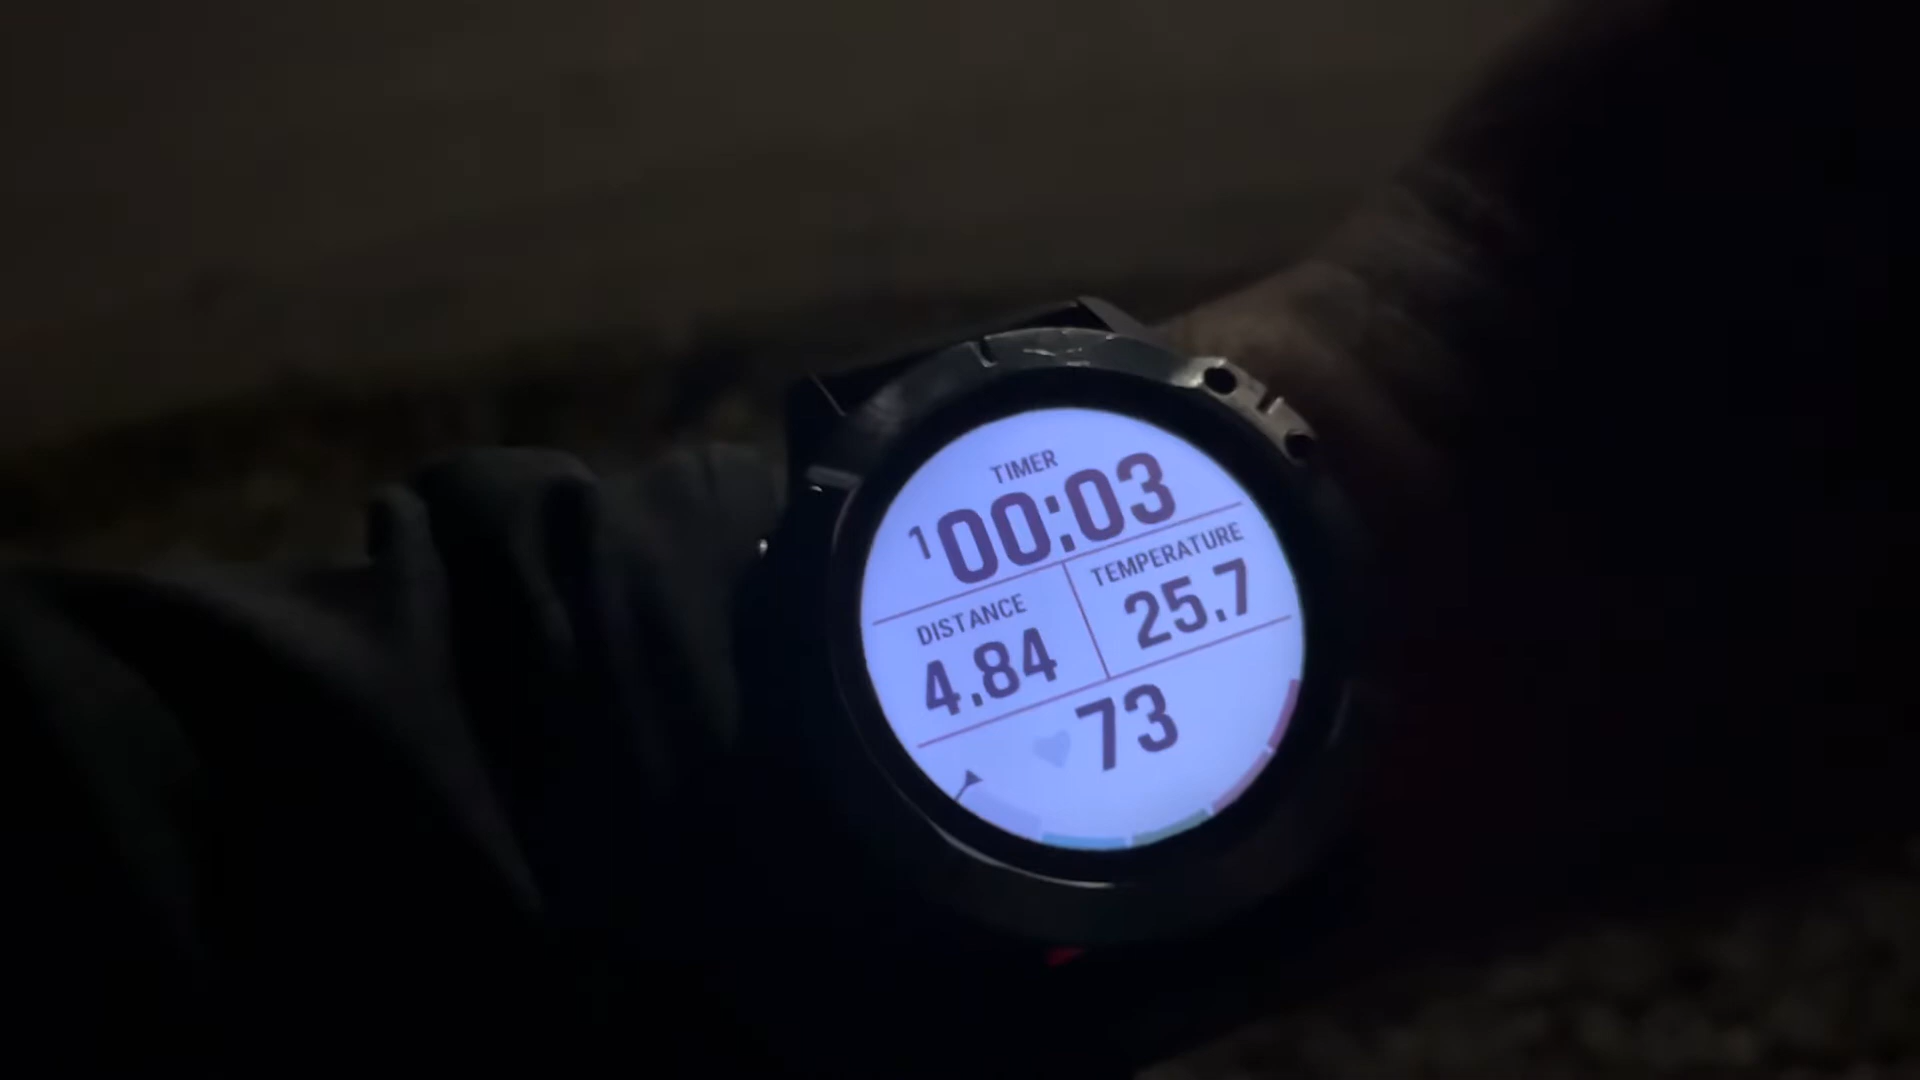 TIMER
1 00:03
DISTANCE
4.84
TEMPERATURE
25.7
73